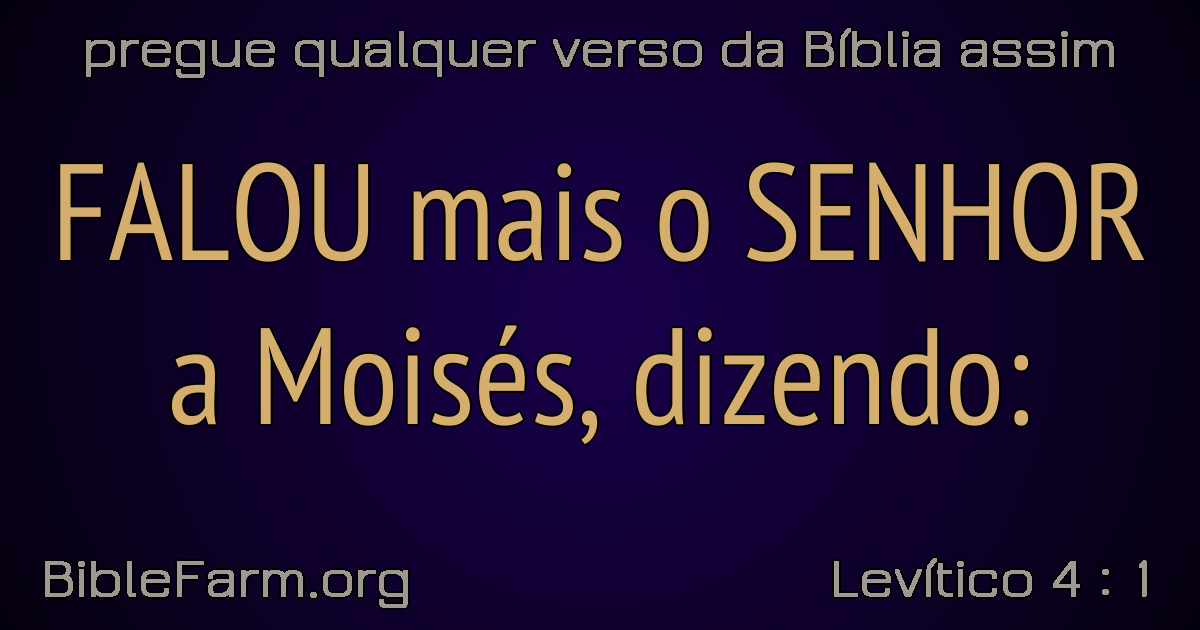 pregue qualquer verso da Bíblia assim
FALOU mais o SENHOR
a Moisés, dizendo:
BibleFarm.org
Levítico 4 : 1